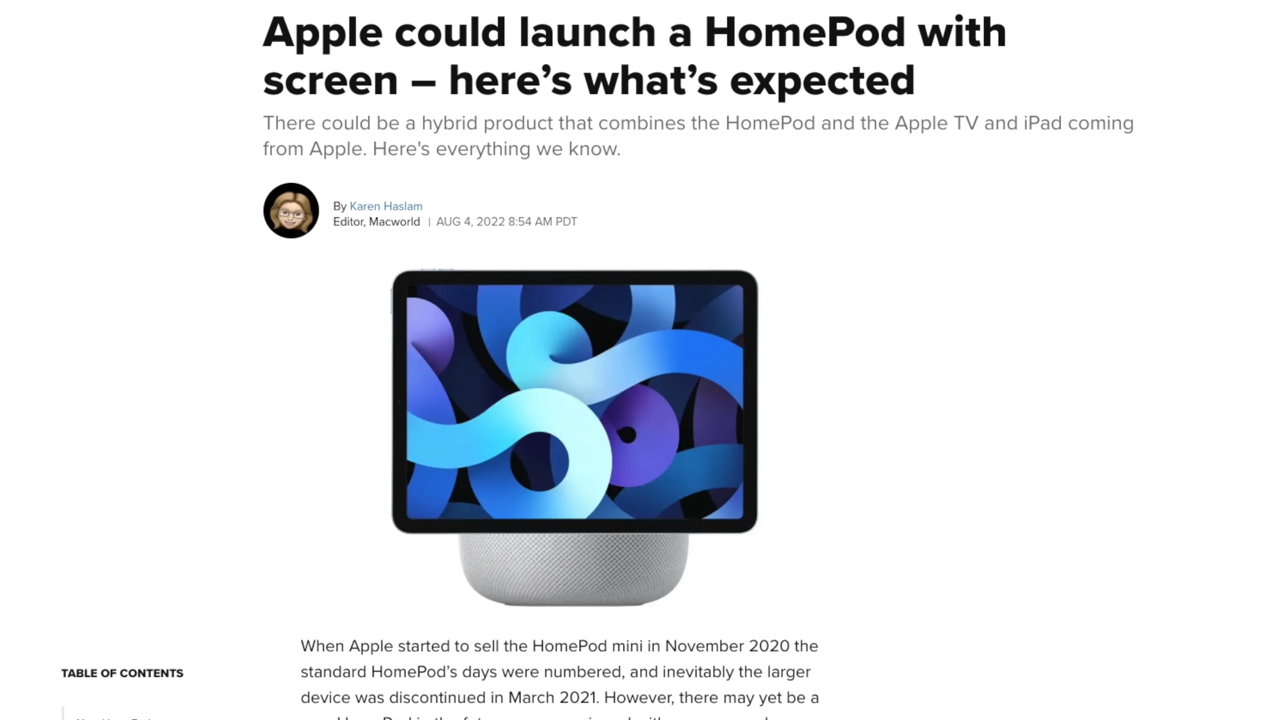 Apple could launch a HomePod with
screen – here’s what’s expected
There could be a hybrid product that combines the HomePod and the Apple TV and iPad coming
from Apple. Here's everything we know.
By Karen Haslam
Editor, Macworld | AUG 4, 2022 8:54 AM PDT
When Apple started to sell the HomePod mini in November 2020 the
standard HomePod’s days were numbered, and inevitably the larger
TABLE OF CONTENTS
device was discontinued in March 2021. However, there may yet be a